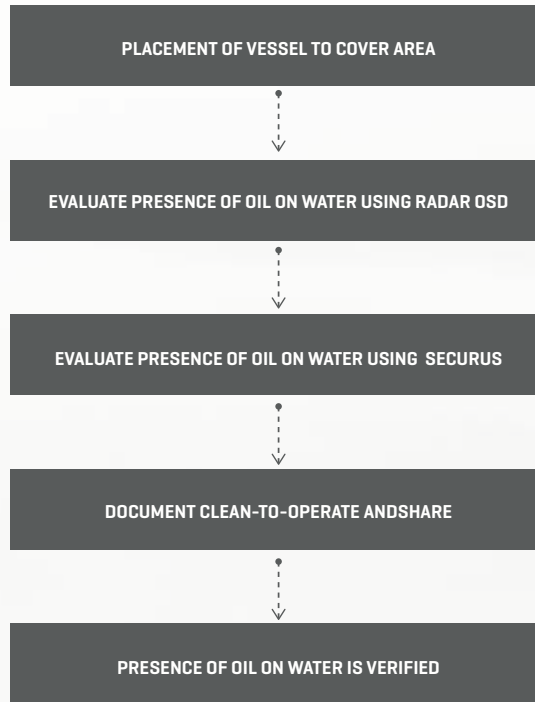 PLACEMENT OF VESSEL TO COVER AREA
EVALUATE PRESENCE OF OIL ON WATER USING RADAR OSD
EVALUATE PRESENCE OF OIL ON WATER USING SECURUS
DOCUMENT CLEAN-TO-OPERATE ANDSHARE
PRESENCE OF OIL ON WATER IS VERIFIED